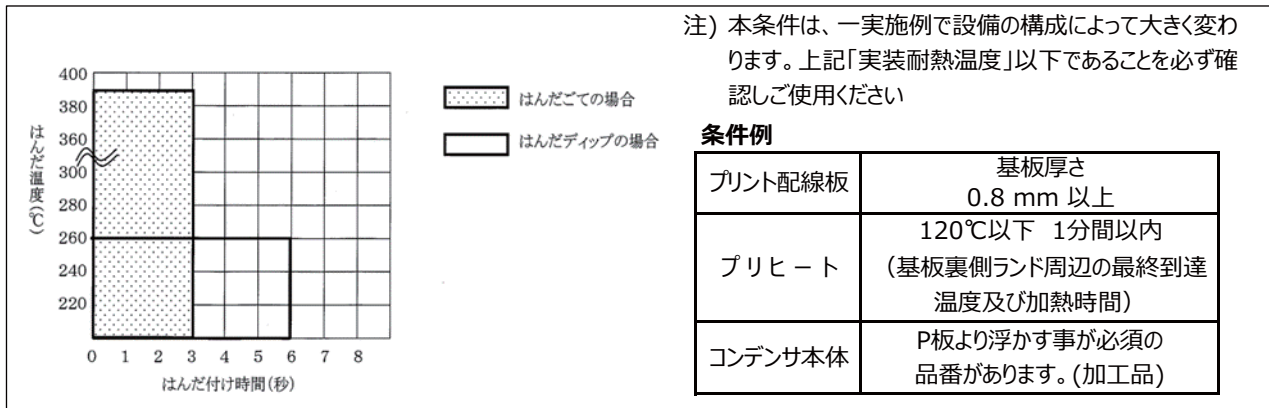 400
380
360
300
280
260
240
220
はんだ温度(℃)
0 1 2 3 4 5 6 7 8
はんだ付け時間(秒)
はんだごての場合
はんだディップの場合
注) 本条件は、一実施例で設備の構成によって大きく変わ
ります。上記「実装耐熱温度」以下であることを必ず確
認しご使用ください
条件例
プリント配線板
基板厚さ
0.8 mm 以上
プリヒート
120℃以下 1分間以内
(基板裏側ランド周辺の最終到達
温度及び加熱時間)
コンデンサ本体
P板より浮かす事が必須の
品番があります。(加工品)